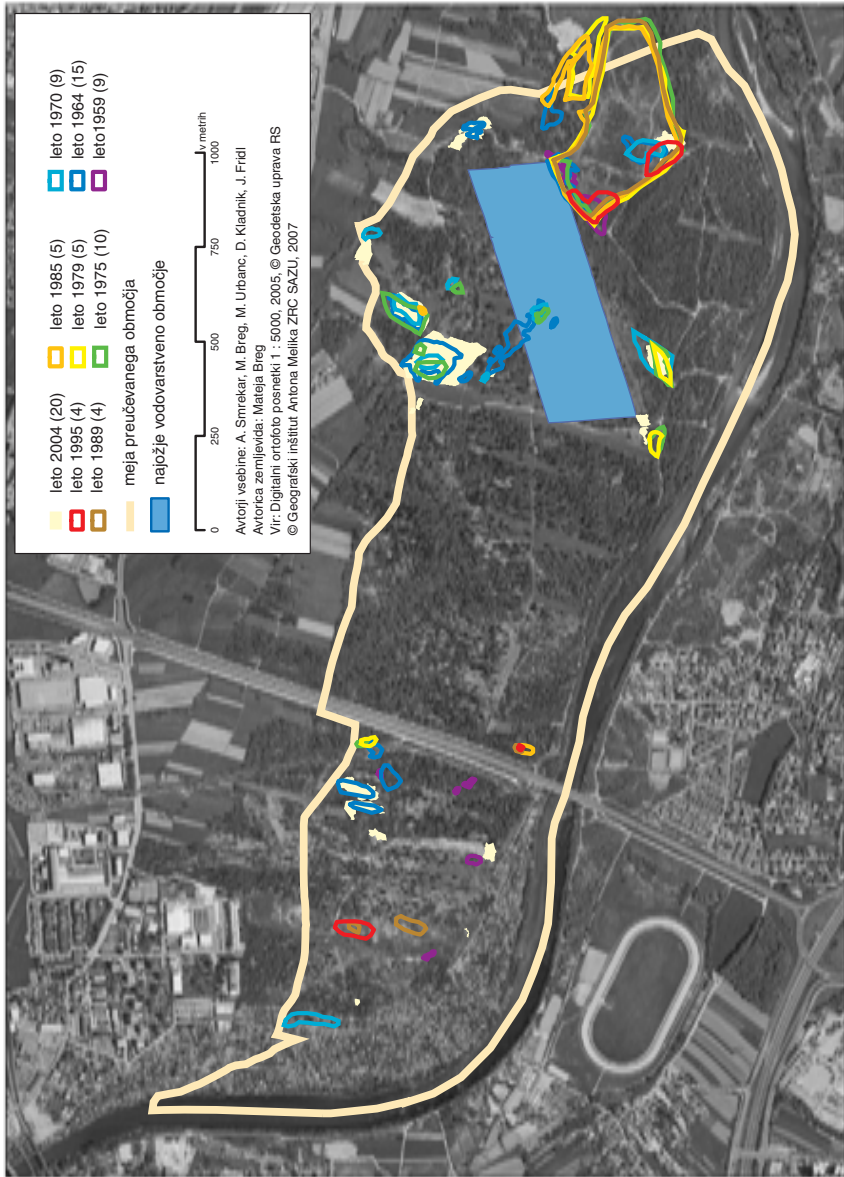 leto 2004 (20)
leto 1995 (4)
leto 1989 (4)
leto 1985 (5)
leto 1979 (5)
leto 1975 (10)
leto 1970 (9)
leto 1964 (15)
leto1959 (9)
meja preučevanega območja
najožje vodovarstveno območje
0 250 500 750 1000
v metrih
Avtorji vsebine: A. Smrekar, M. Breg, M. Urbanc, D. Kladnik, J. Fridl
Avtorica zemljevida: Mateja Breg
Vir: Digitalni ortofoto posnetki 1 : 5000, 2005, © Geodetska uprava RS
© Geografski inštitut Antona Melika ZRC SAZU, 2007